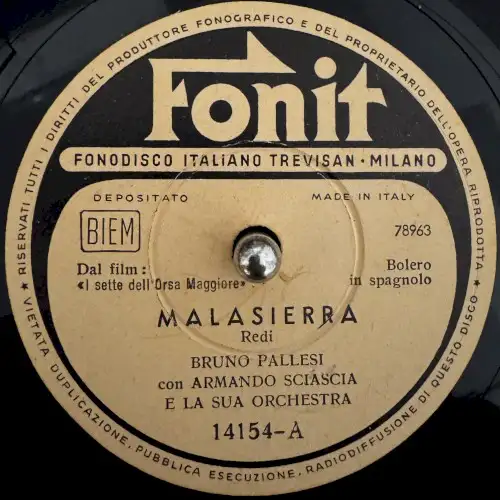 ★ RISERVATI TUTTI I DIRITTI DEL PRODUTTORE FONOGRAFICO E DEL PROPRIETARIO DELL'OPERA RIPRODOTTA ★
Fonit
FONODISCO ITALIANO TREVISAN · MILANO
DEPOSITATO MADE IN ITALY
BIEM 78963
Dal film: Bolero
«I sette dell'Orsa Maggiore» in spagnolo
MALASIERRA
Redi
BRUNO PALLESI
con ARMANDO SCIASCIA
E LA SUA ORCHESTRA
14154-A
VIETATA DUPLICAZIONE, PUBBLICA ESECUZIONE, RADIODIFFUSIONE DI QUESTO DISCO